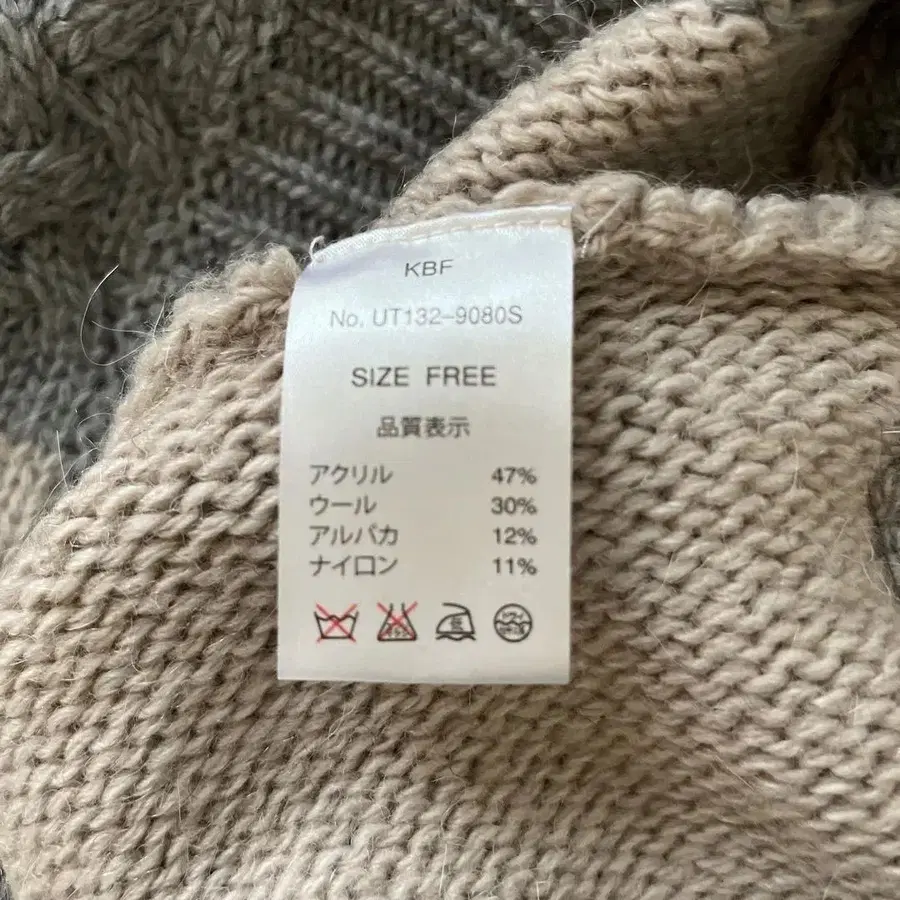 KBF
No. UT132-9080S
SIZE FREE
品質表示
アクリル 47%
ウール 30%
アルパカ 12%
ナイロン 11%
低